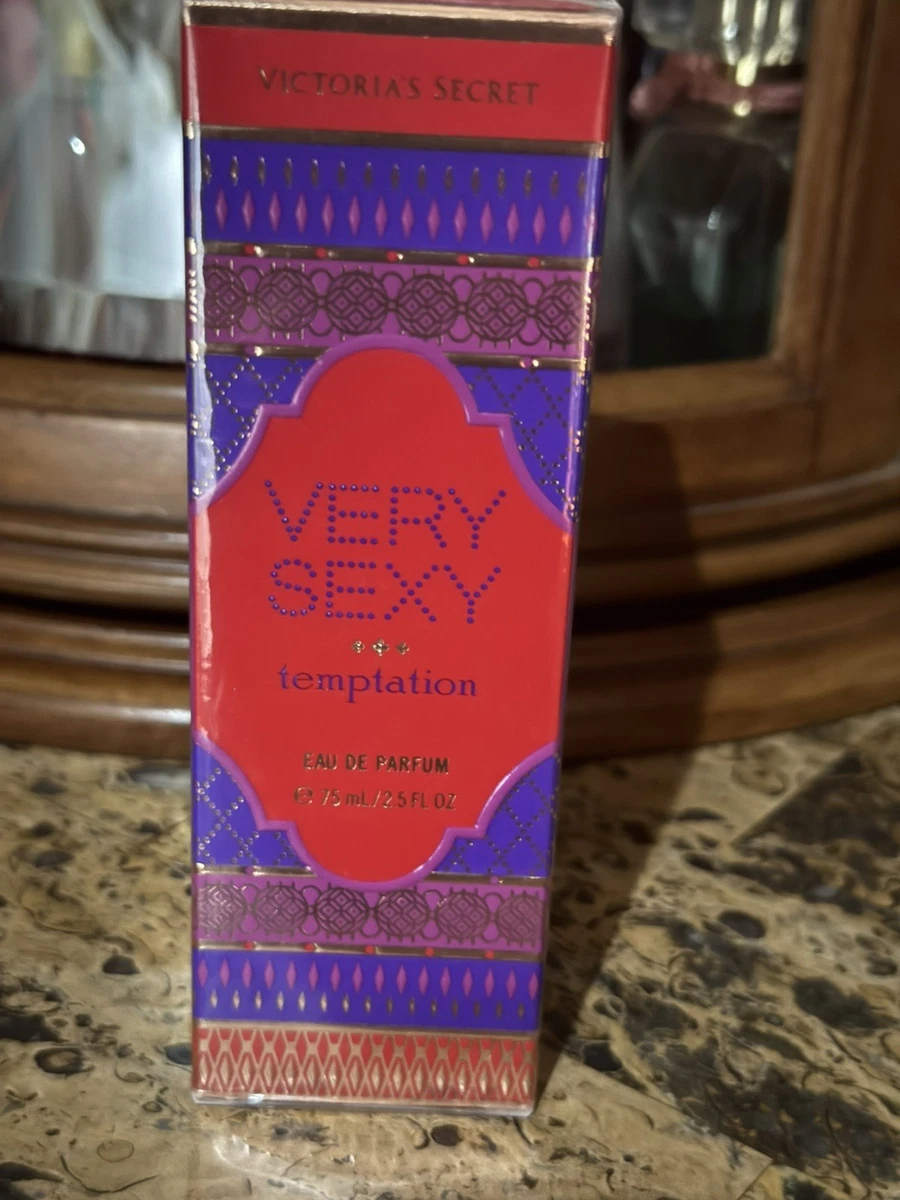 VICTORIA'S SECRET
VERY
SEXY
temptation
EAU DE PARFUM
℮ 75 mL/2.5 FL OZ